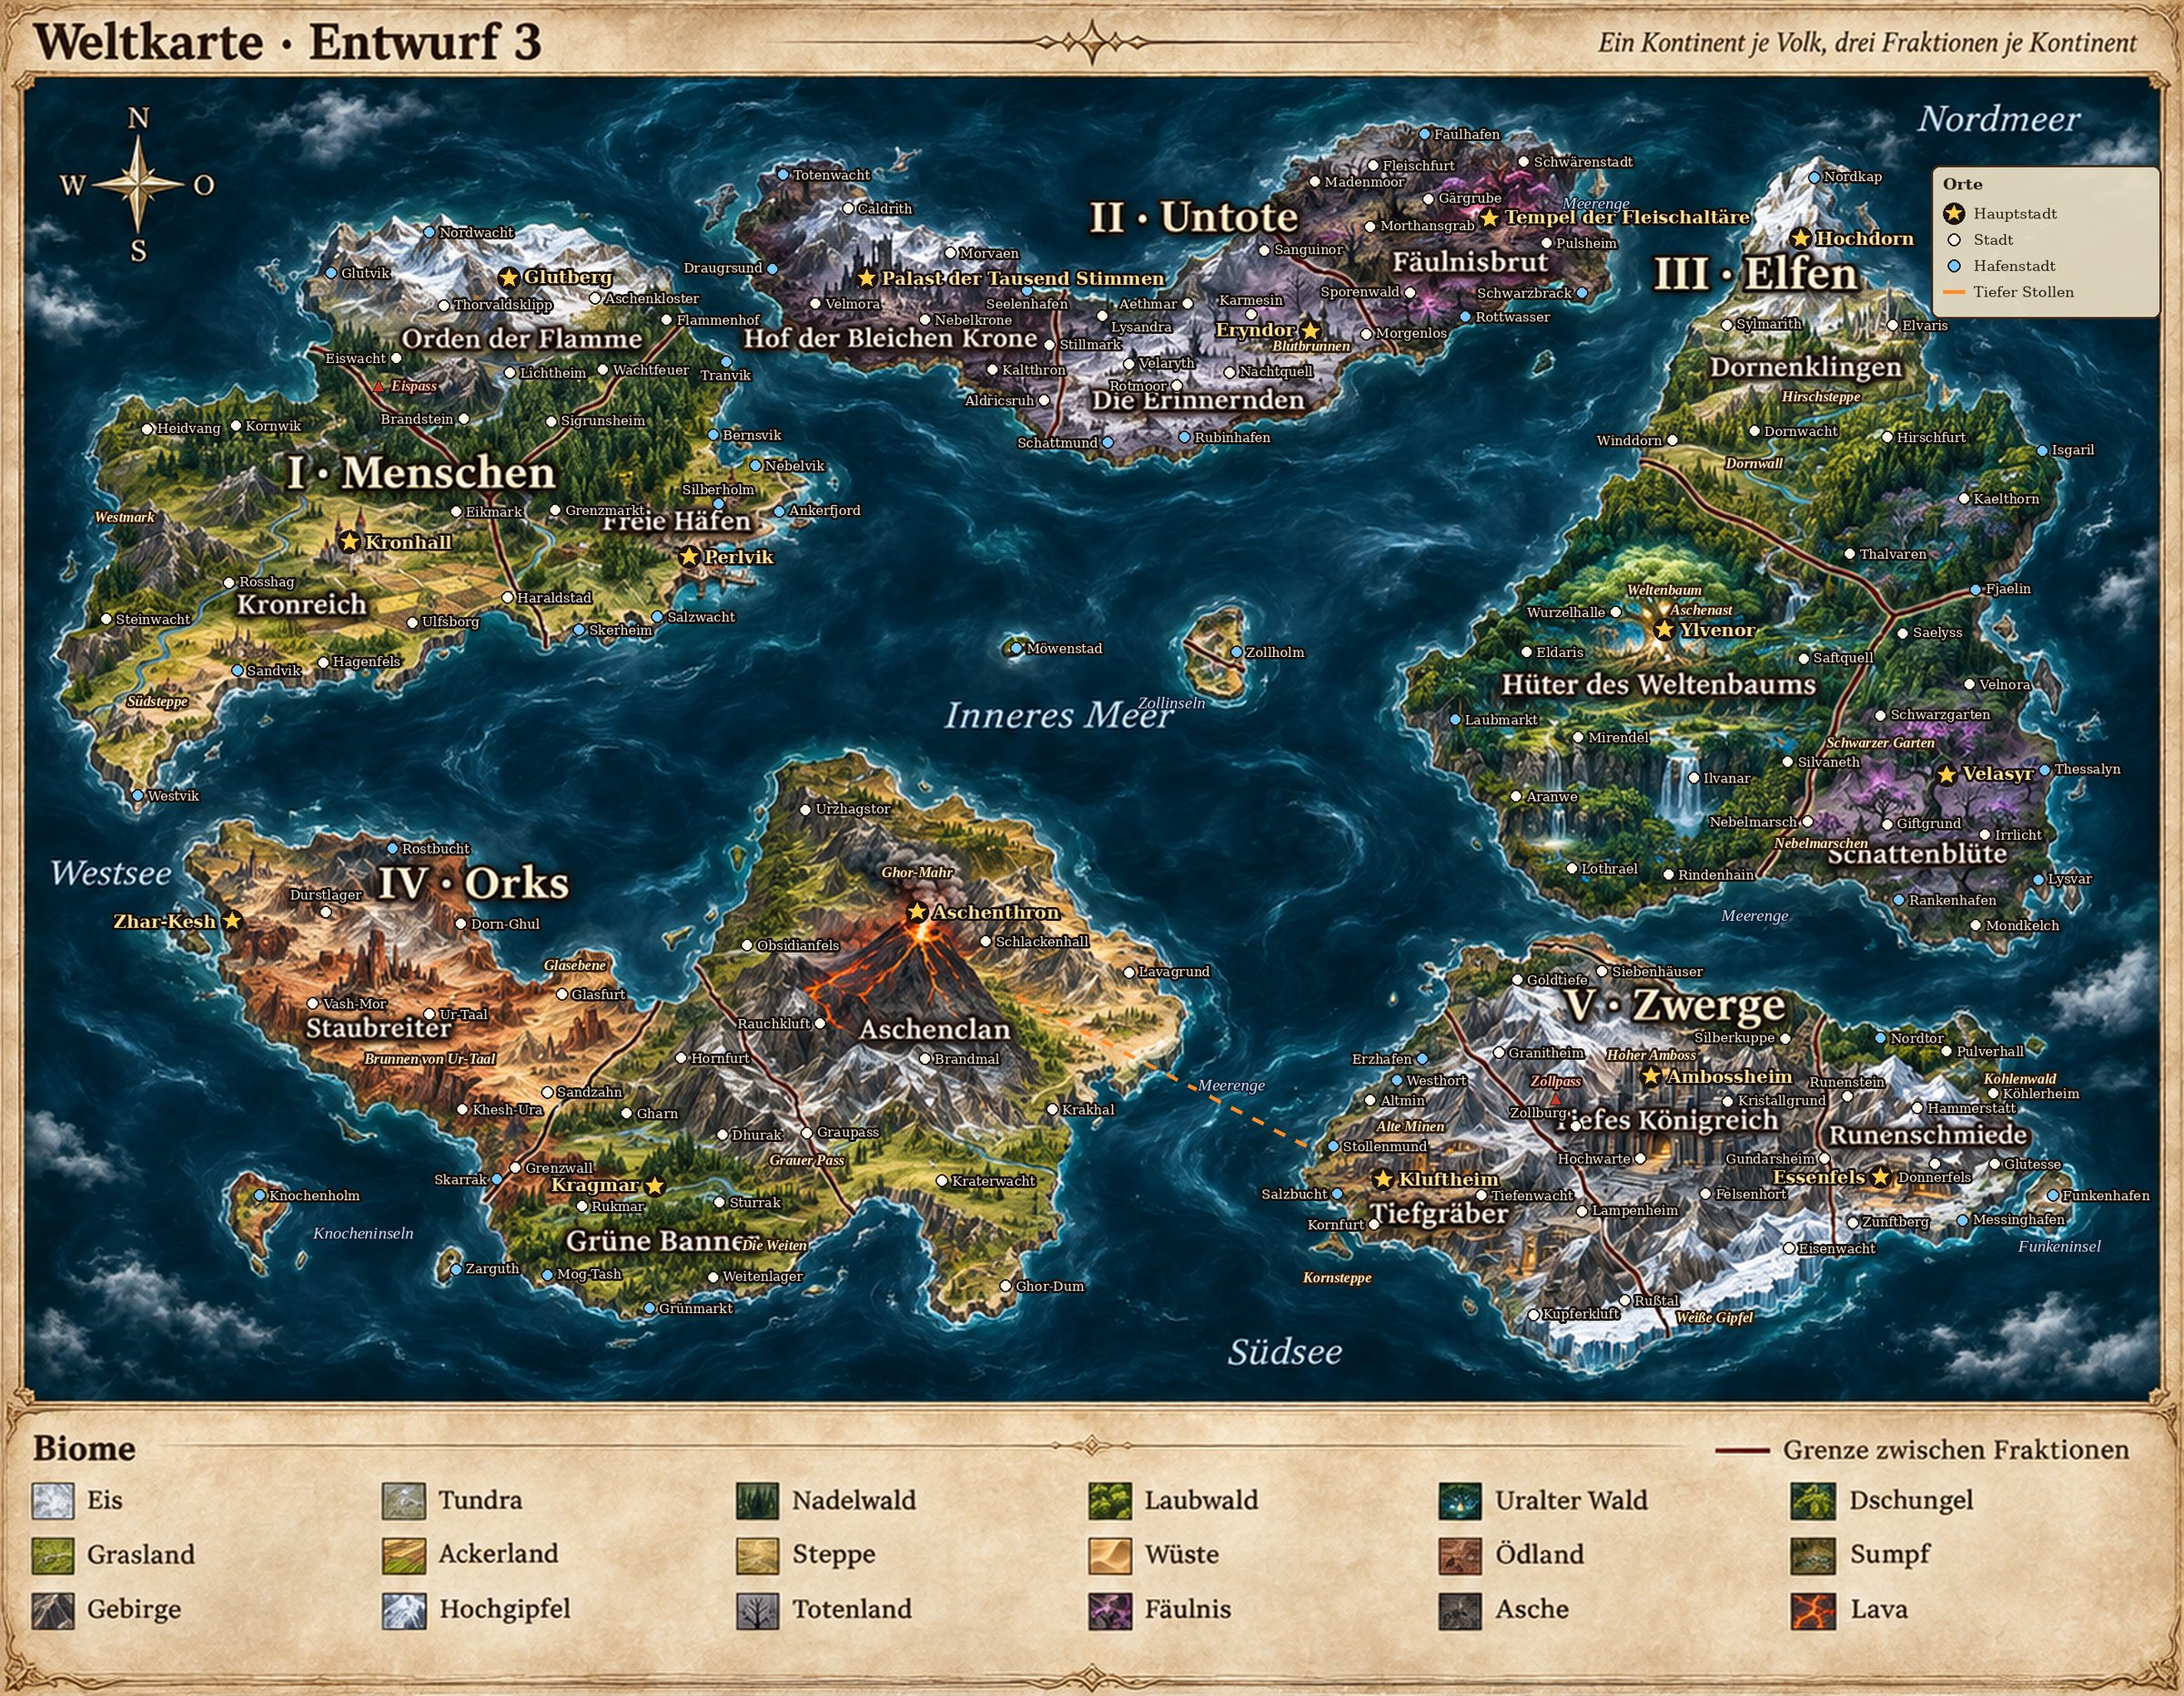 Weltkarte · Entwurf 3
Ein Kontinent je Volk, drei Fraktionen je Kontinent
N
W
O
S
Nordmeer
Orte
Hauptstadt
Stadt
Hafenstadt
Tiefer Stollen
I · Menschen
Orden der Flamme
Nordwacht
Glutvik
Glutberg
Thorvaldsklipp
Aschenkloster
Flammenhof
Eiswacht
Eispass
Lichtheim
Wachtfeuer
Tranvik
Brandstein
Sigrunsheim
Heidvang
Kornwik
Bernsvik
Nebelvik
Silberholm
Ankerfjord
Westmark
Eikmark
Grenzmarkt
Freie Häfen
Kronhall
Perlvik
Rosshag
Kronreich
Haraldstad
Steinwacht
Ulfsborg
Salzwacht
Skerheim
Hagenfels
Sandvik
Südsteppe
Westvik
II · Untote
Totenwacht
Caldrith
Morvaen
Draugrsund
Palast der Tausend Stimmen
Velmora
Seelenhafen
Nebelkrone
Hof der Bleichen Krone
Stillmark
Kaltthron
Aldricsruh
Schattmund
Faulhafen
Fleischfurt
Schwärenstadt
Madenmoor
Gärgrube
Meerenge
Tempel der Fleischaltäre
Morthansgrab
Pulsheim
Sanguinor
Fäulnisbrut
Sporenwald
Schwarzbrack
Rottwasser
Aethmar
Karmesin
Lysandra
Eryndor
Blutbrunnen
Morgenlos
Velaryth
Nachtquell
Rotmoor
Die Erinnernden
Rubinhafen
III · Elfen
Nordkap
Hochdorn
Sylmarith
Elvaris
Dornenklingen
Hirschsteppe
Dornwacht
Hirschfurt
Winddorn
Isgaril
Dornwall
Kaelthorn
Thalvaren
Fjaelin
Weltenbaum
Aschenast
Wurzelhalle
Ylvenor
Saelyss
Eldaris
Saftquell
Hüter des Weltenbaums
Velnora
Laubmarkt
Schwarzgarten
Mirendel
Schwarzer Garten
Silvaneth
Velasyr
Thessalyn
Ilvanar
Aranwe
Nebelmarsch
Giftgrund
Irrlicht
Nebelmarschen
Schattenblüte
Lothrael
Rindenhain
Lysvar
Rankenhafen
Meerenge
Mondkelch
Möwenstad
Zollholm
Zollinseln
Inneres Meer
Westsee
IV · Orks
Rostbucht
Durstlager
Zhar-Kesh
Dorn-Ghul
Glasebene
Glasfurt
Vash-Mor
Ur-Taal
Staubreiter
Brunnen von Ur-Taal
Sandzahn
Khesh-Ura
Urzhagstor
Ghor-Mahr
Aschenthron
Obsidianfels
Schlackenhall
Lavagrund
Rauchkluft
Aschenclan
Hornfurt
Brandmal
Meerenge
Krakhal
Gharn
Dhurak
Graupass
Grauer Pass
Grenzwall
Skarrak
Kragmar
Kraterwacht
Knochenholm
Rukmar
Sturrak
Knocheninseln
Grüne Banner
Die Weiten
Zarguth
Mog-Tash
Weitenlager
Ghor-Dum
Grünmarkt
V · Zwerge
Goldtiefe
Siebenhäuser
Silberkuppe
Nordtor
Pulverhall
Erzhafen
Granitheim
Hoher Amboss
Westhort
Zollpass
Ambossheim
Runenstein
Kohlenwald
Köhlerheim
Altmin
Kristallgrund
Hammerstatt
Zollburg
Tiefes Königreich
Alte Minen
Runenschmiede
Stollenmund
Hochwarte
Gundarsheim
Glutesse
Kluftheim
Essenfels
Donnerfels
Salzbucht
Tiefenwacht
Felsenhort
Funkenhafen
Tiefgräber
Lampenheim
Kornfurt
Zunftberg
Messinghafen
Eisenwacht
Funkeninsel
Kornsteppe
Rußtal
Kupferkluft
Weiße Gipfel
Südsee
Biome
Grenze zwischen Fraktionen
Eis
Tundra
Nadelwald
Laubwald
Uralter Wald
Dschungel
Grasland
Ackerland
Steppe
Wüste
Ödland
Sumpf
Gebirge
Hochgipfel
Totenland
Fäulnis
Asche
Lava